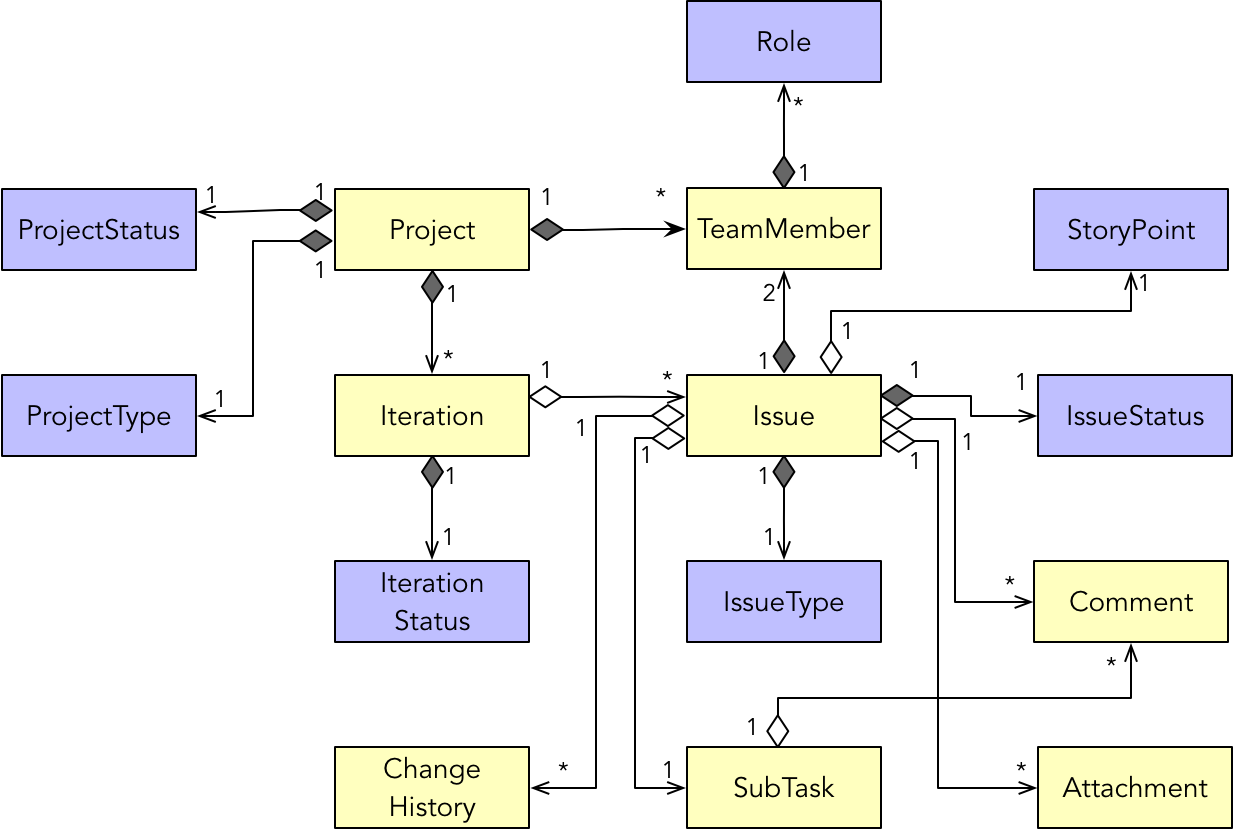 Role
*
1
1
1
1
*
ProjectStatus
Project
TeamMember
StoryPoint
1
1
2
1
1
*
1
1
*
1
1
1
ProjectType
1
Iteration
Issue
IssueStatus
1
1
1
1
1
1
1
1
Iteration
Status
IssueType
*
Comment
*
1
Change
History
*
1
SubTask
*
Attachment